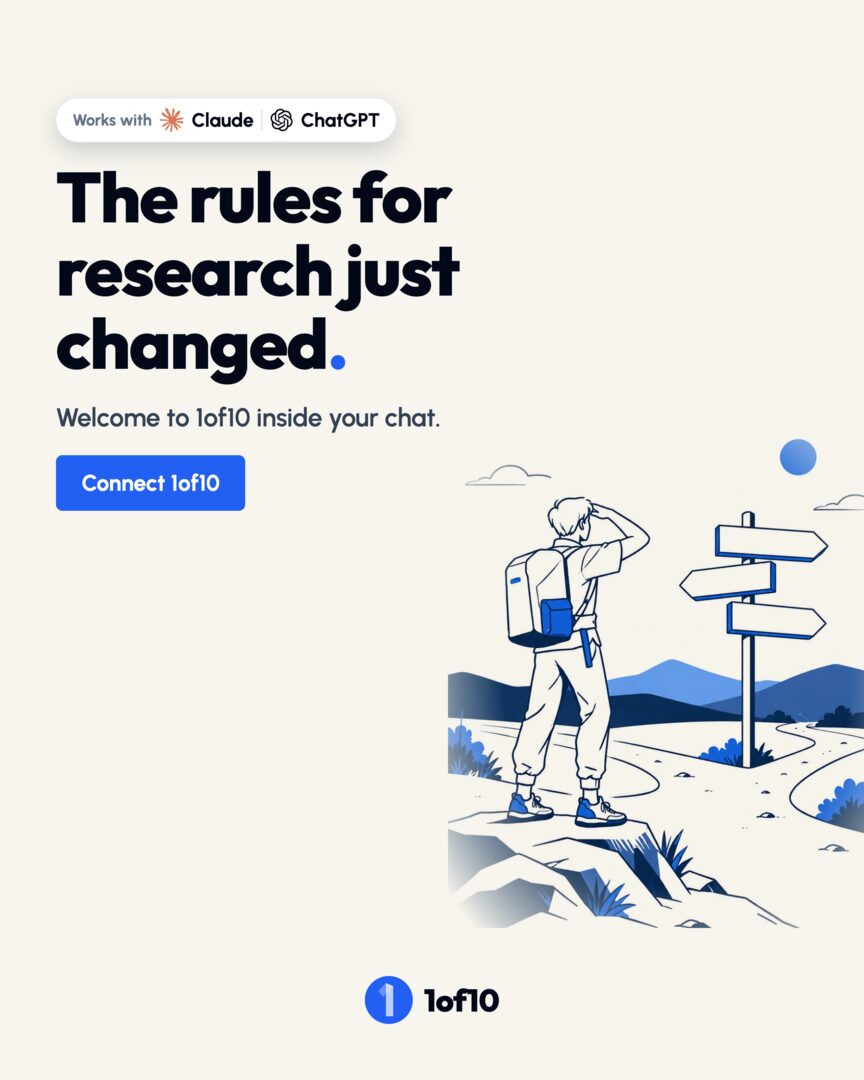 Works with Claude ChatGPT
The rules for
research just
changed.
Welcome to 1of10 inside your chat.
Connect 1of10
1of10